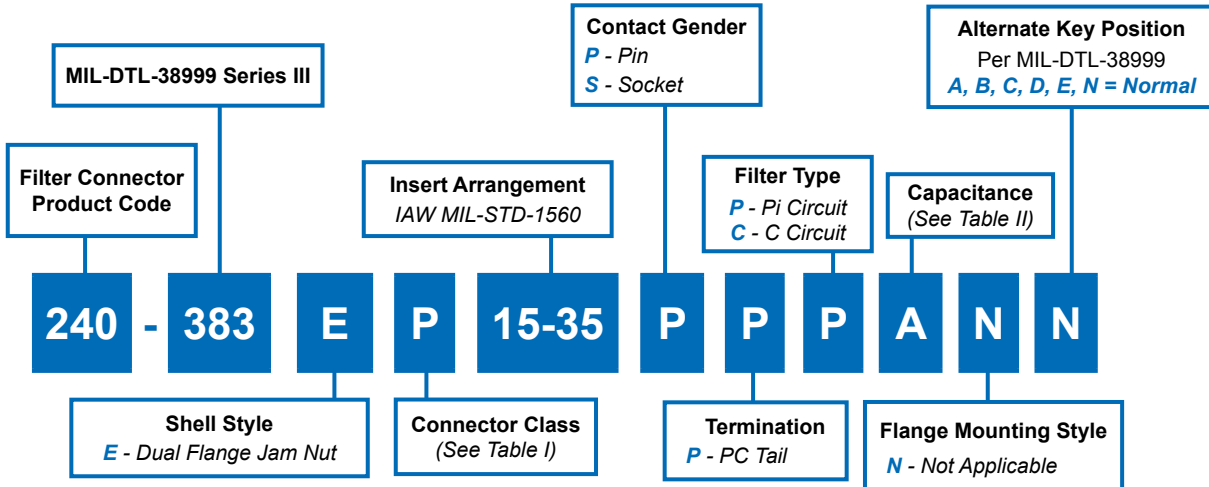 Contact Gender
P - Pin
S - Socket
Alternate Key Position
Per MIL-DTL-38999
A, B, C, D, E, N = Normal
MIL-DTL-38999 Series III
Filter Connector
Product Code
Insert Arrangement
IAW MIL-STD-1560
Filter Type
P - Pi Circuit
C - C Circuit
Capacitance
(See Table II)
240 - 383 E P 15-35 P P P A N N
Shell Style
E - Dual Flange Jam Nut
Connector Class
(See Table I)
Termination
P - PC Tail
Flange Mounting Style
N - Not Applicable